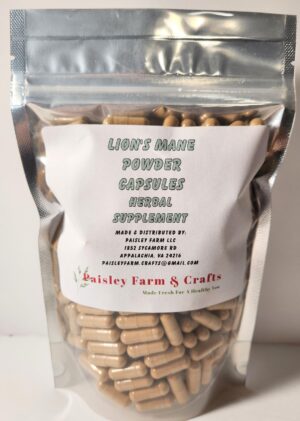 LION'S MANE
POWDER
CAPSULES
HERBAL
SUPPLEMENT
MADE & DISTRIBUTED BY:
PAISLEY FARM LLC
1852 SYCAMORE RD
APPALACHIA, VA 24216
PAISLEYFARM.CRAFTS@GMAIL.COM
Paisley Farm & Crafts
Made Fresh For A Healthy You